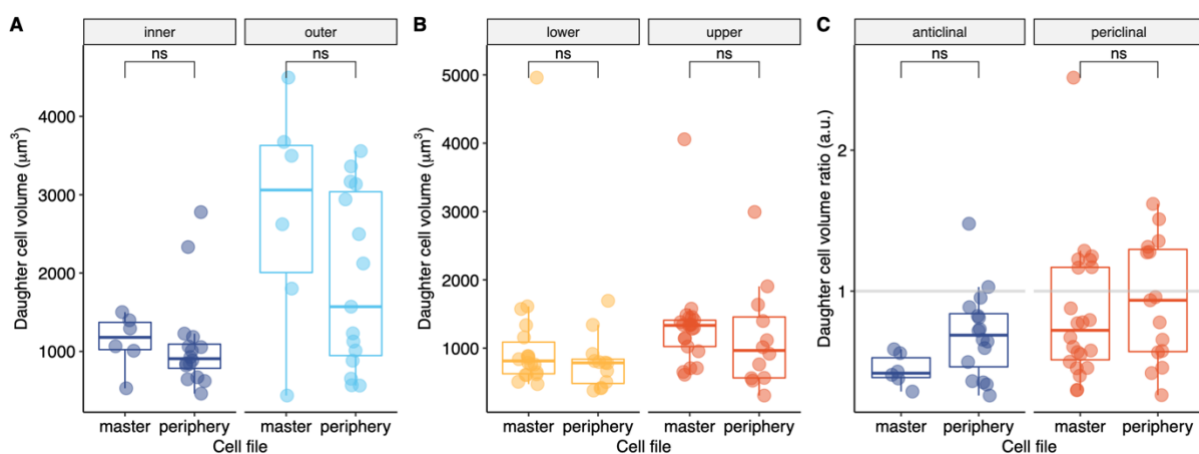 A
inner
outer
ns
ns
Daughter cell volume (μm³)
4000
3000
2000
1000
master
periphery
master
periphery
Cell file
B
lower
upper
ns
ns
Daughter cell volume (μm³)
5000
4000
3000
2000
1000
master
periphery
master
periphery
Cell file
C
anticlinal
periclinal
ns
ns
Daughter cell volume ratio (a.u.)
2
1
master
periphery
master
periphery
Cell file